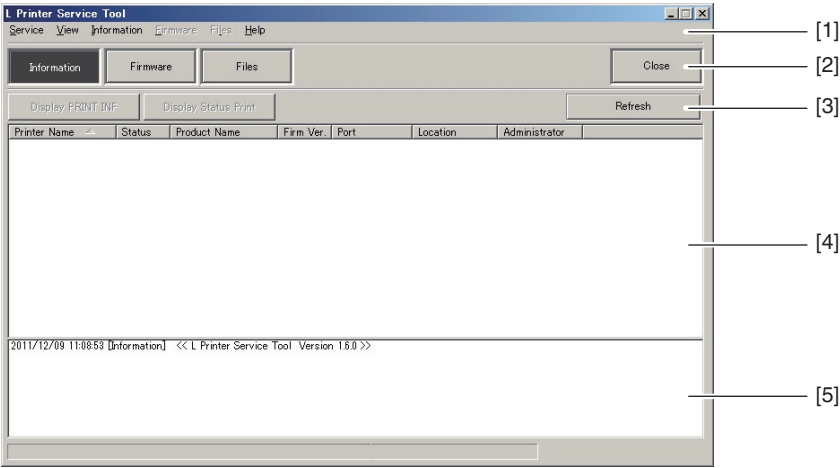 L Printer Service Tool
Service View Information Firmware Files Help [1]
Information Firmware Files Close [2]
Display PRINT INF. Display Status Print Refresh [3]
Printer Name Status Product Name Firm Ver. Port Location Administrator
[4]
2011/12/09 11:08:53 [Information] << L Printer Service Tool Version 1.6.0 >>
[5]